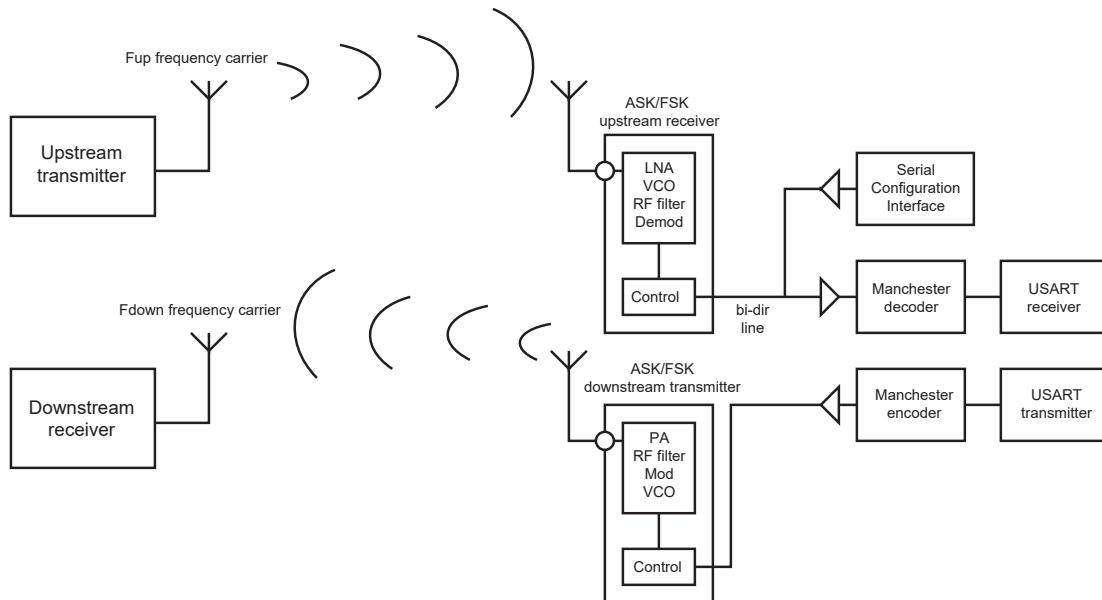 Fup frequency carrier
Upstream
transmitter
ASK/FSK
upstream receiver
LNA
VCO
RF filter
Demod
Control
bi-dir
line
Serial
Configuration
Interface
Manchester
decoder
USART
receiver
Fdown frequency carrier
Downstream
receiver
ASK/FSK
downstream transmitter
PA
RF filter
Mod
VCO
Control
Manchester
encoder
USART
transmitter